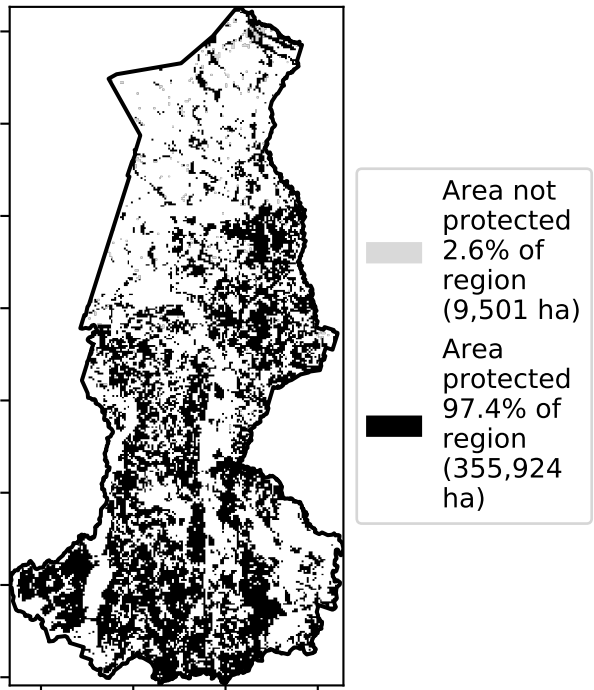 Area not
protected
2.6% of
region
(9,501 ha)
Area
protected
97.4% of
region
(355,924
ha)